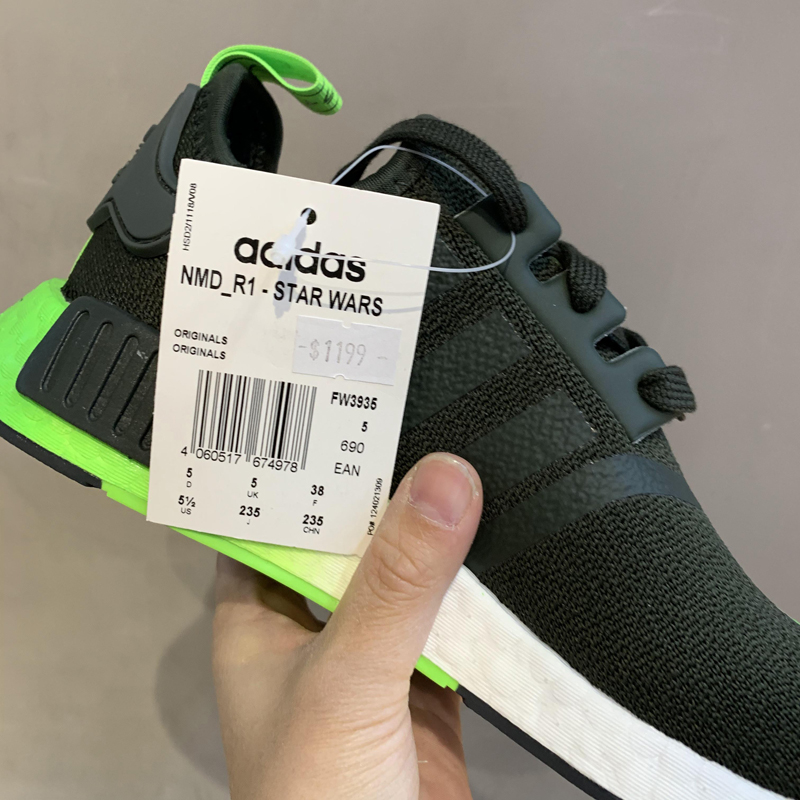 HSD2/1118/V08
adidas
NMD_R1 - STAR WARS
ORIGINALS
ORIGINALS
-$1199-
FW3935
5
690
EAN
4 060517 674978
5 5 38
D UK F
5½ 235 235
US J CHN
PO# 124021309